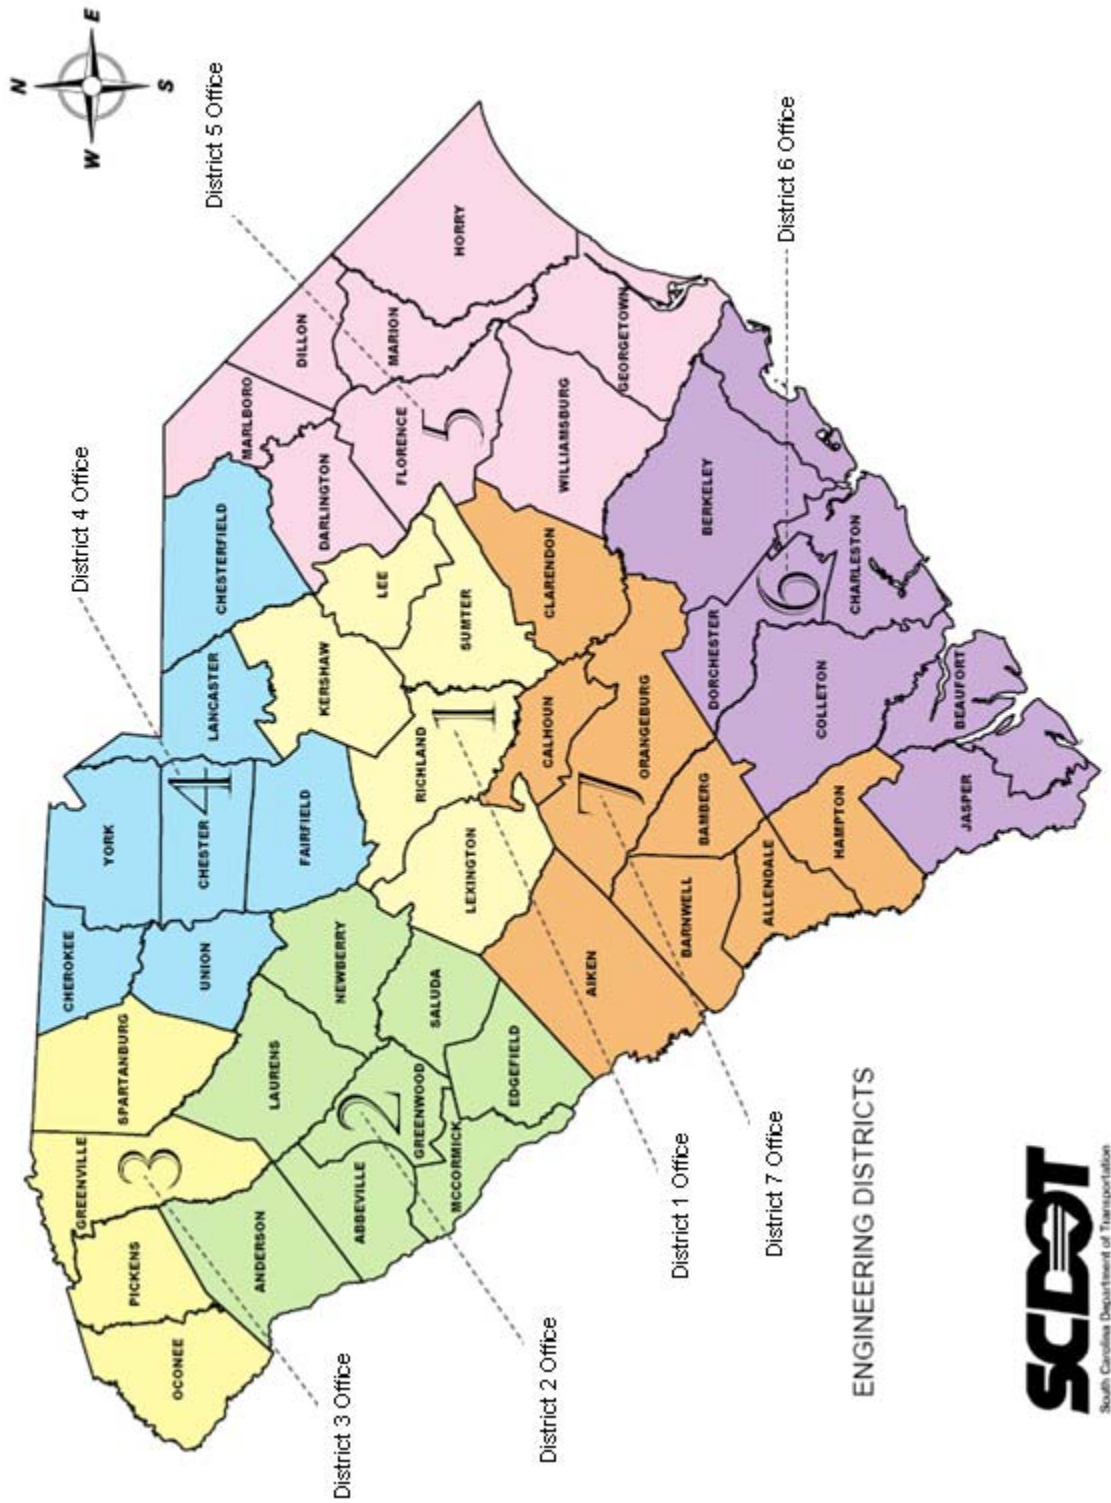 N
W E
S
District 4 Office
CHEROKEE
GREENVILLE
YORK
SPARTANBURG
PICKENS
3
OCONEE
CHESTER
4
UNION
LANCASTER
District 5 Office
CHESTERFIELD
MARLBORO
ANDERSON
LAURENS
DILLON
FAIRFIELD
KERSHAW
DARLINGTON
NEWBERRY
District 3 Office
ABBEVILLE
2
LEE
MARION
FLORENCE
GREENWOOD
RICHLAND
SALUDA
5
MCCORMICK
HORRY
SUMTER
1
LEXINGTON
EDGEFIELD
District 2 Office
CALHOUN
CLARENDON
WILLIAMSBURG
AIKEN
7
GEORGETOWN
ORANGEBURG
District 1 Office
BARNWELL
BAMBERG
BERKELEY
DORCHESTER
ALLENDALE
District 7 Office
District 6 Office
6
COLLETON
HAMPTON
CHARLESTON
ENGINEERING DISTRICTS
BEAUFORT
JASPER
SCDOT
South Carolina Department of Transportation